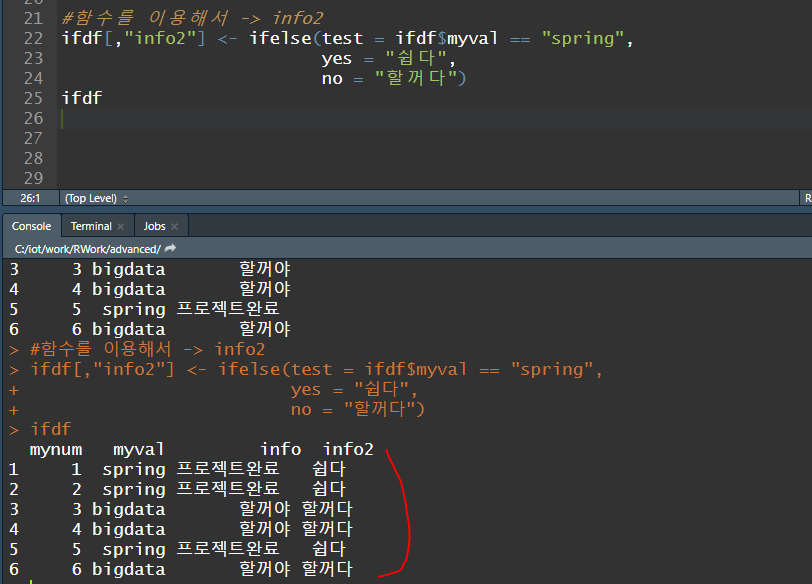 21 #함수를 이용해서 -> info2
22 ifdf[,"info2"] <- ifelse(test = ifdf$myval == "spring",
23 yes = "쉽다",
24 no = "할꺼다")
25 ifdf
26
27
28
29
26:1 (Top Level)
Console Terminal Jobs
C:/iot/work/RWork/advanced/
3 3 bigdata 할꺼야
4 4 bigdata 할꺼야
5 5 spring 프로젝트완료
6 6 bigdata 할꺼야
> #함수를 이용해서 -> info2
> ifdf[,"info2"] <- ifelse(test = ifdf$myval == "spring",
+ yes = "쉽다",
+ no = "할꺼다")
> ifdf
mynum myval info info2
1 1 spring 프로젝트완료 쉽다
2 2 spring 프로젝트완료 쉽다
3 3 bigdata 할꺼야 할꺼다
4 4 bigdata 할꺼야 할꺼다
5 5 spring 프로젝트완료 쉽다
6 6 bigdata 할꺼야 할꺼다